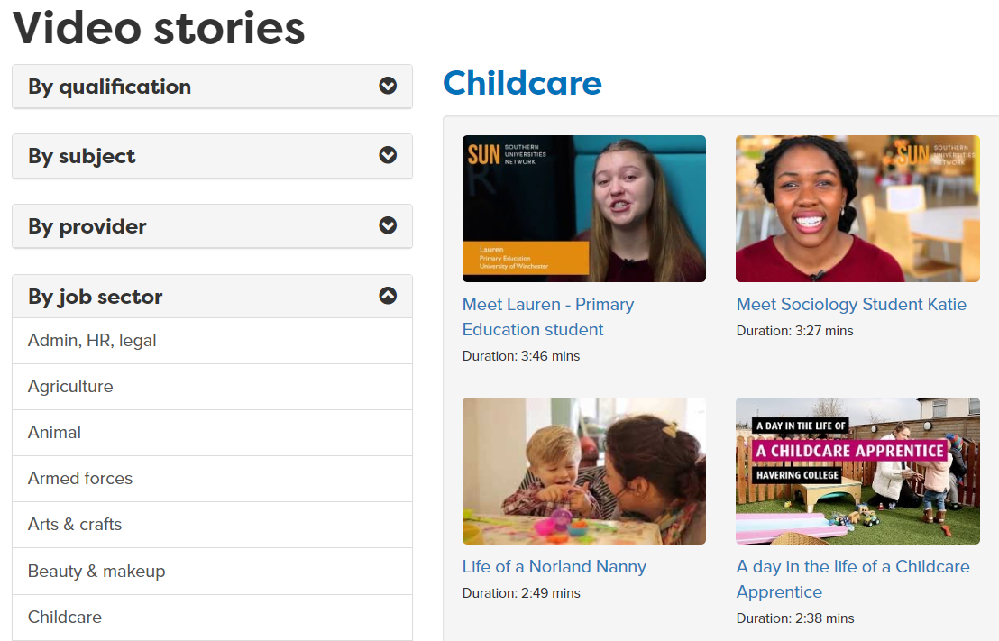 Video stories
By qualification
By subject
By provider
By job sector
Admin, HR, legal
Agriculture
Animal
Armed forces
Arts & crafts
Beauty & makeup
Childcare
Childcare
SUN
SOUTHERN
UNIVERSITIES
NETWORK
Lauren
Primary Education
University of Winchester
Meet Lauren - Primary
Education student
Duration: 3:46 mins
SUN
SOUTHERN
UNIVERSITIES
NETWORK
Meet Sociology Student Katie
Duration: 3:27 mins
Life of a Norland Nanny
Duration: 2:49 mins
A DAY IN THE LIFE OF
A CHILDCARE APPRENTICE
HAVERING COLLEGE
A day in the life of a Childcare
Apprentice
Duration: 2:38 mins